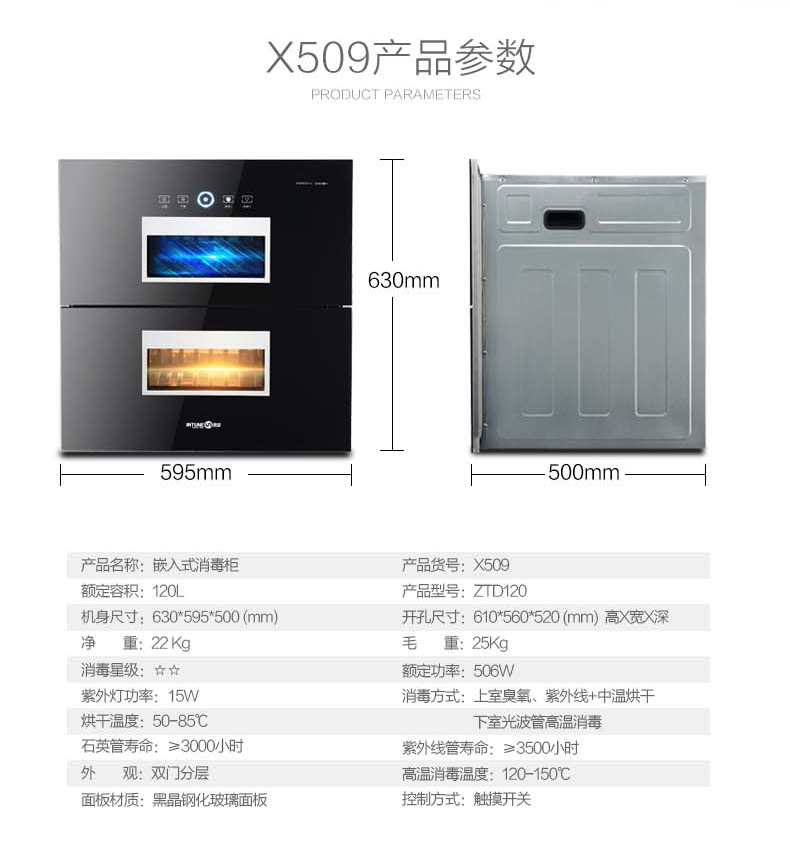 X509产品参数
PRODUCT PARAMETERS
630mm
INTUNE
595mm
500mm
产品名称：嵌入式消毒柜
产品货号：X509
额定容积：120L
产品型号：ZTD120
机身尺寸：630*595*500 (mm)
开孔尺寸：610*560*520 (mm) 高X宽X深
净 重：22 Kg
毛 重：25Kg
消毒星级：☆☆
额定功率：506W
紫外灯功率：15W
消毒方式：上室臭氧、紫外线+中温烘干
烘干温度：50-85℃
下室光波管高温消毒
石英管寿命：≥3000小时
紫外线管寿命：≥3500小时
外 观：双门分层
高温消毒温度：120-150℃
面板材质：黑晶钢化玻璃面板
控制方式：触摸开关